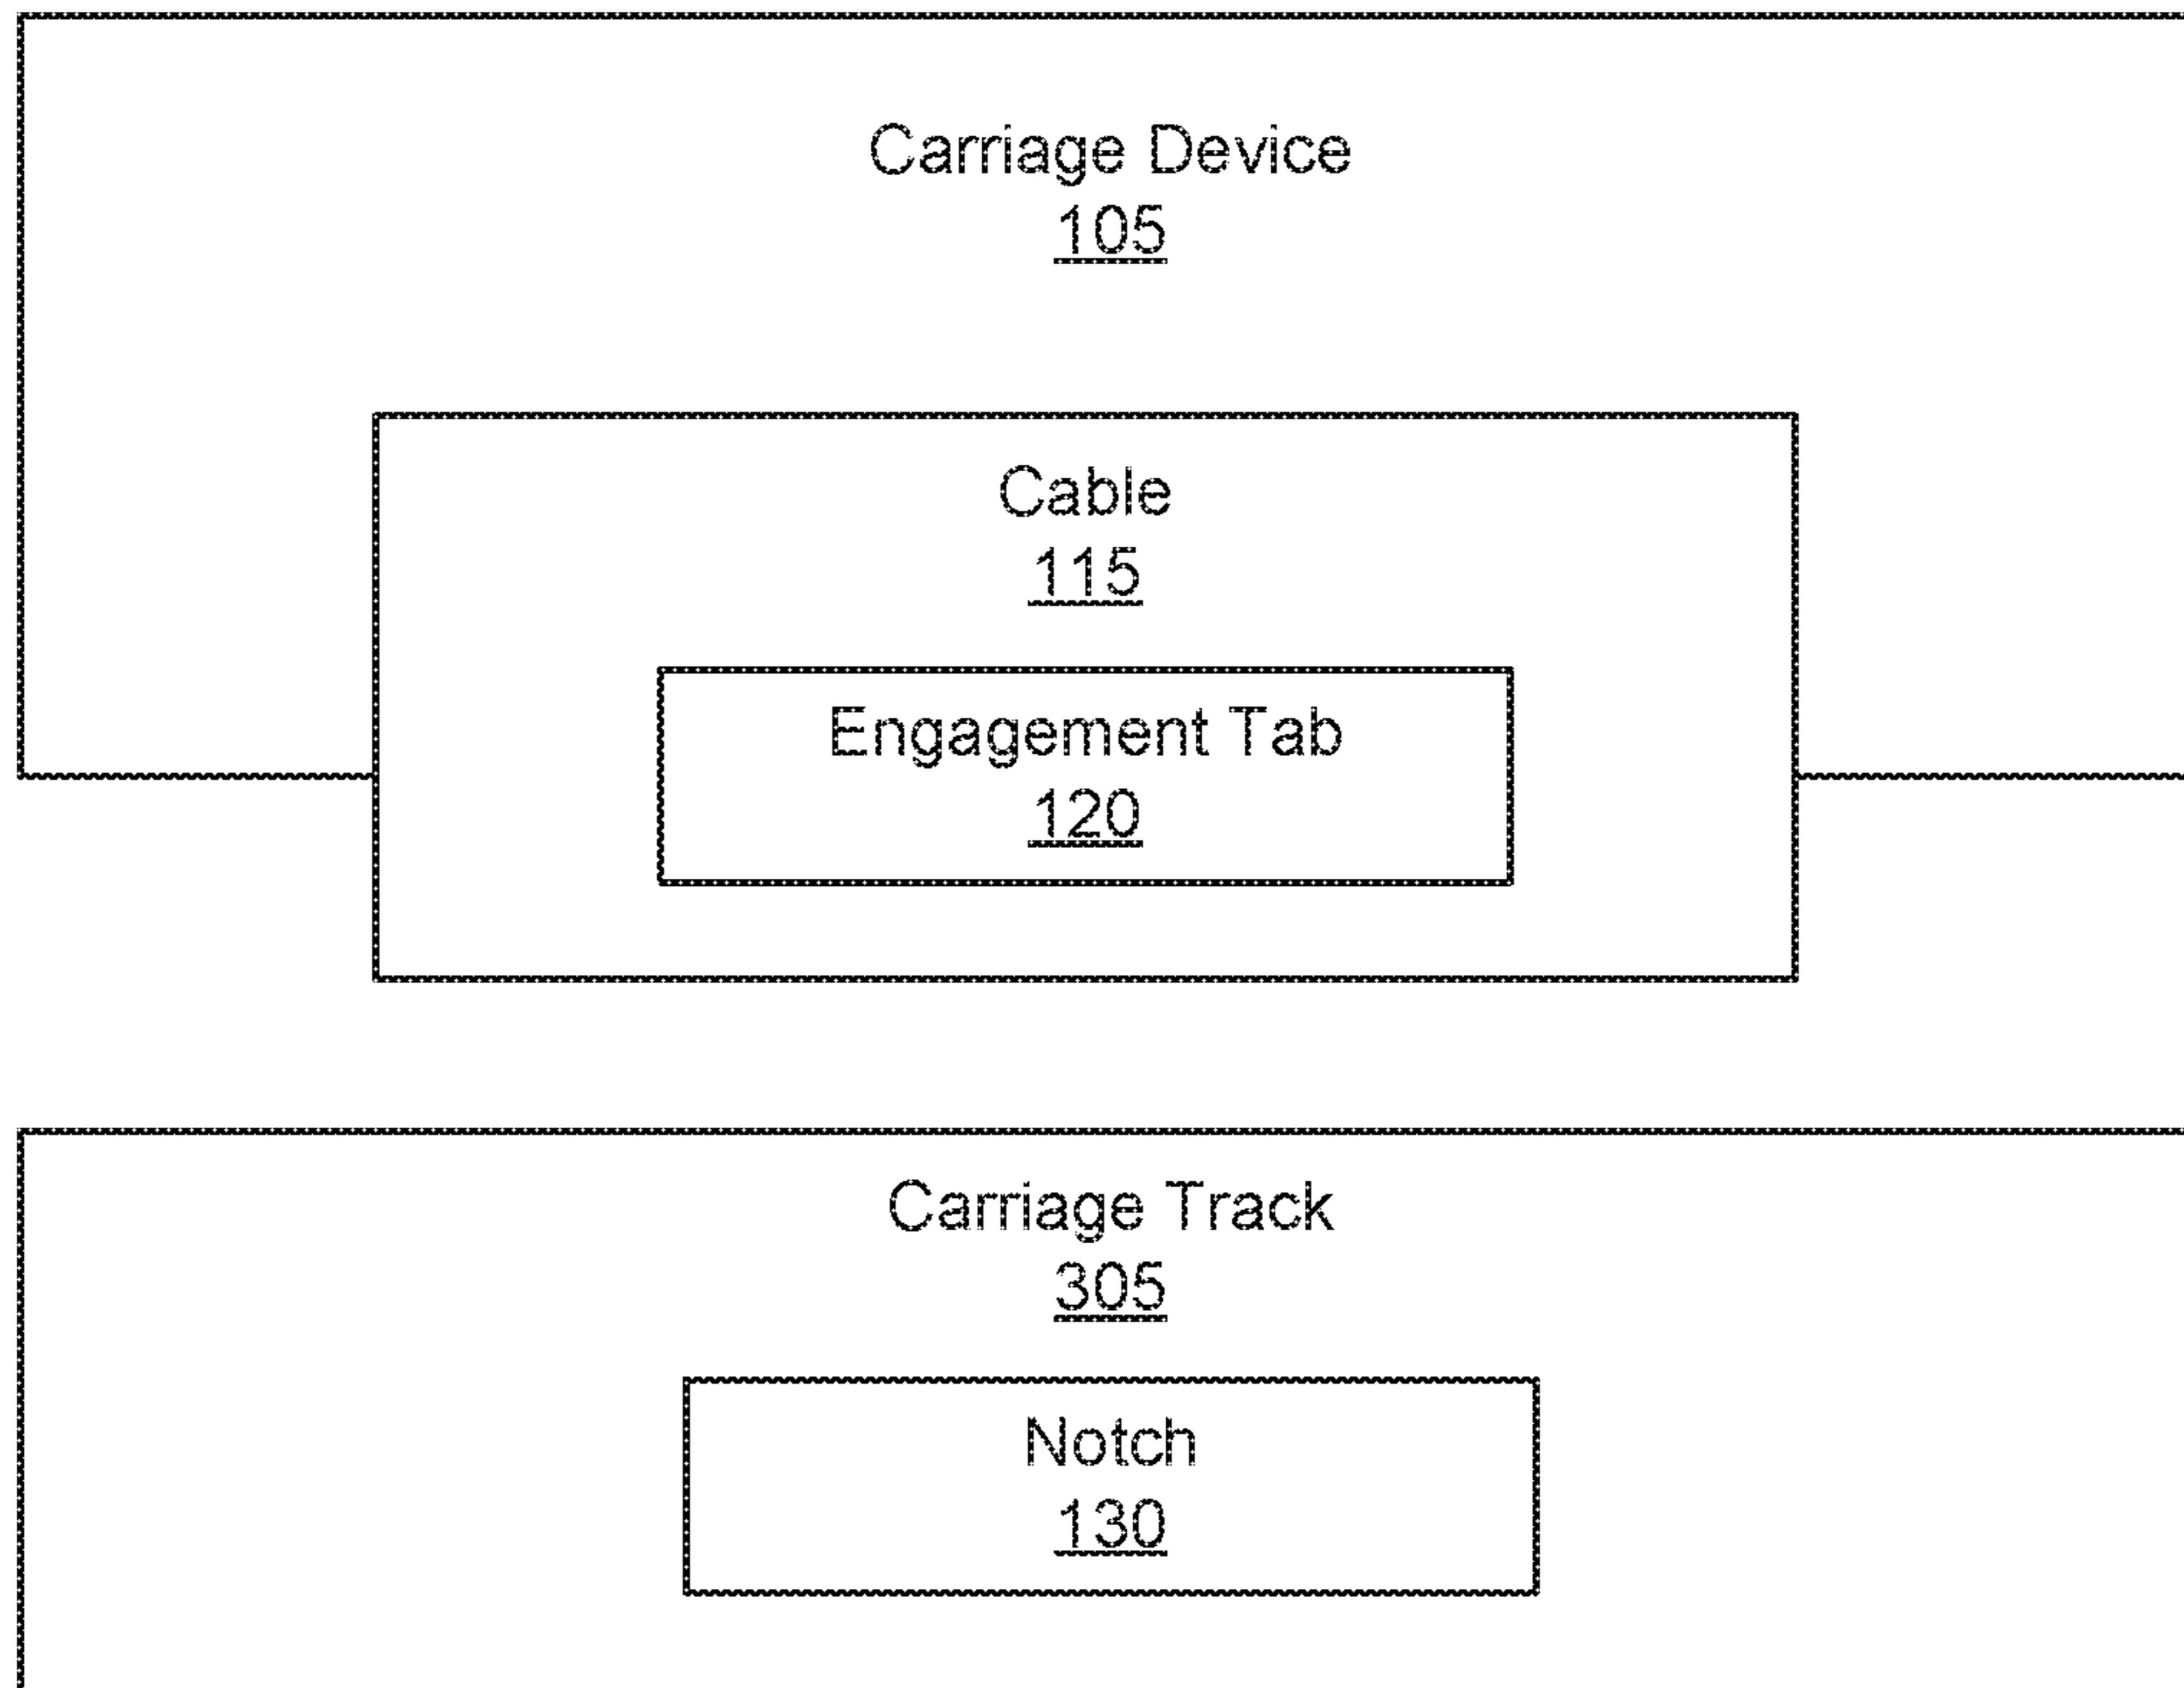 Carriage Device
105
Cable
115
Engagement Tab
120
Carriage Track
305
Notch
130